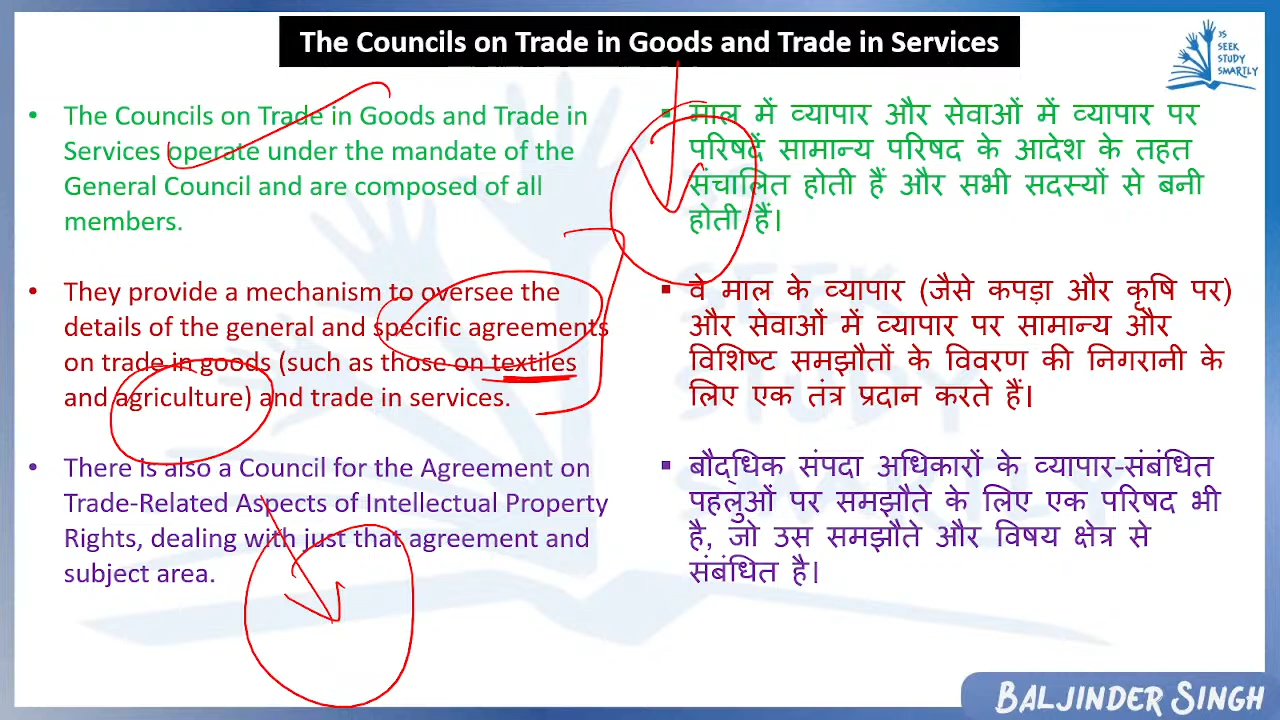 The Councils on Trade in Goods and Trade in Services
JS
SEEK
STUDY
SMARTLY
• The Councils on Trade in Goods and Trade in
Services operate under the mandate of the
General Council and are composed of all
members.
• They provide a mechanism to oversee the
details of the general and specific agreements
on trade in goods (such as those on textiles
and agriculture) and trade in services.
• There is also a Council for the Agreement on
Trade-Related Aspects of Intellectual Property
Rights, dealing with just that agreement and
subject area.
▪ माल में व्यापार और सेवाओं में व्यापार पर
परिषदें सामान्य परिषद के आदेश के तहत
संचालित होती हैं और सभी सदस्यों से बनी
होती हैं।
▪ वे माल के व्यापार (जैसे कपड़ा और कृषि पर)
और सेवाओं में व्यापार पर सामान्य और
विशिष्ट समझौतों के विवरण की निगरानी के
लिए एक तंत्र प्रदान करते हैं।
▪ बौद्धिक संपदा अधिकारों के व्यापार-संबंधित
पहलुओं पर समझौते के लिए एक परिषद भी
है, जो उस समझौते और विषय क्षेत्र से
संबंधित है।
SEEK
STUDY
SMARTLY
BALJINDER SINGH